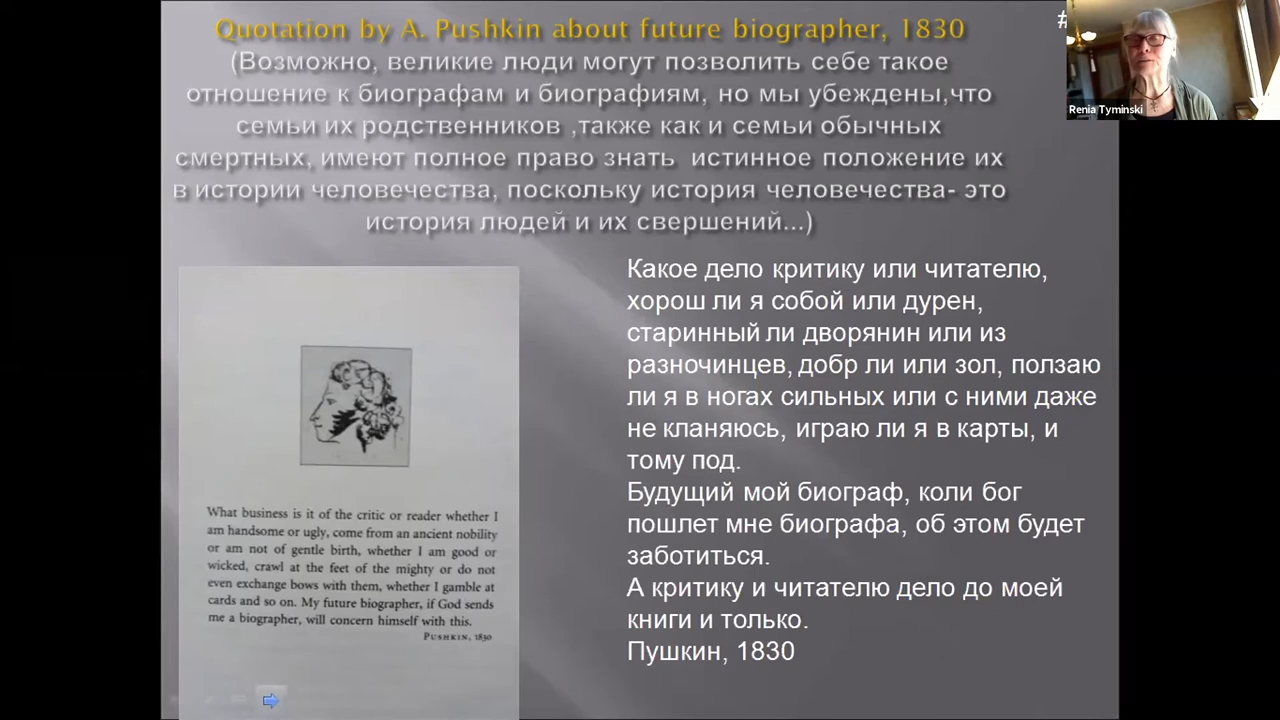 Quotation by A. Pushkin about future biographer, 1830
(Возможно, великие люди могут позволить себе такое
отношение к биографам и биографиям, но мы убеждены,что
семьи их родственников ,также как и семьи обычных
смертных, имеют полное право знать истинное положение их
в истории человечества, поскольку история человечества- это
история людей и их свершений...)
#
Renia Tyminski
What business is it of the critic or reader whether I
am handsome or ugly, come from an ancient nobility
or am not of gentle birth, whether I am good or
wicked, crawl at the feet of the mighty or do not
even exchange bows with them, whether I gamble at
cards and so on. My future biographer, if God sends
me a biographer, will concern himself with this.
PUSHKIN, 1830
Какое дело критику или читателю,
хорош ли я собой или дурен,
старинный ли дворянин или из
разночинцев, добр ли или зол, ползаю
ли я в ногах сильных или с ними даже
не кланяюсь, играю ли я в карты, и
тому под.
Будущий мой биограф, коли бог
пошлет мне биографа, об этом будет
заботиться.
А критику и читателю дело до моей
книги и только.
Пушкин, 1830